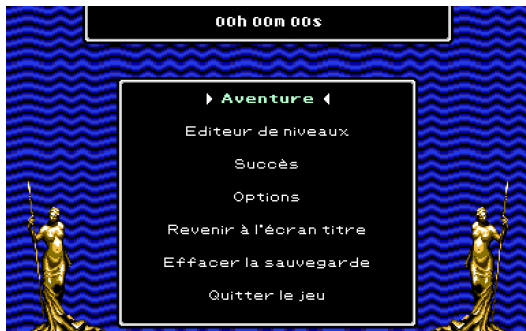 00h 00m 00s
Aventure
Editeur de niveaux
Succès
Options
Revenir à l'écran titre
Effacer la sauvegarde
Quitter le jeu